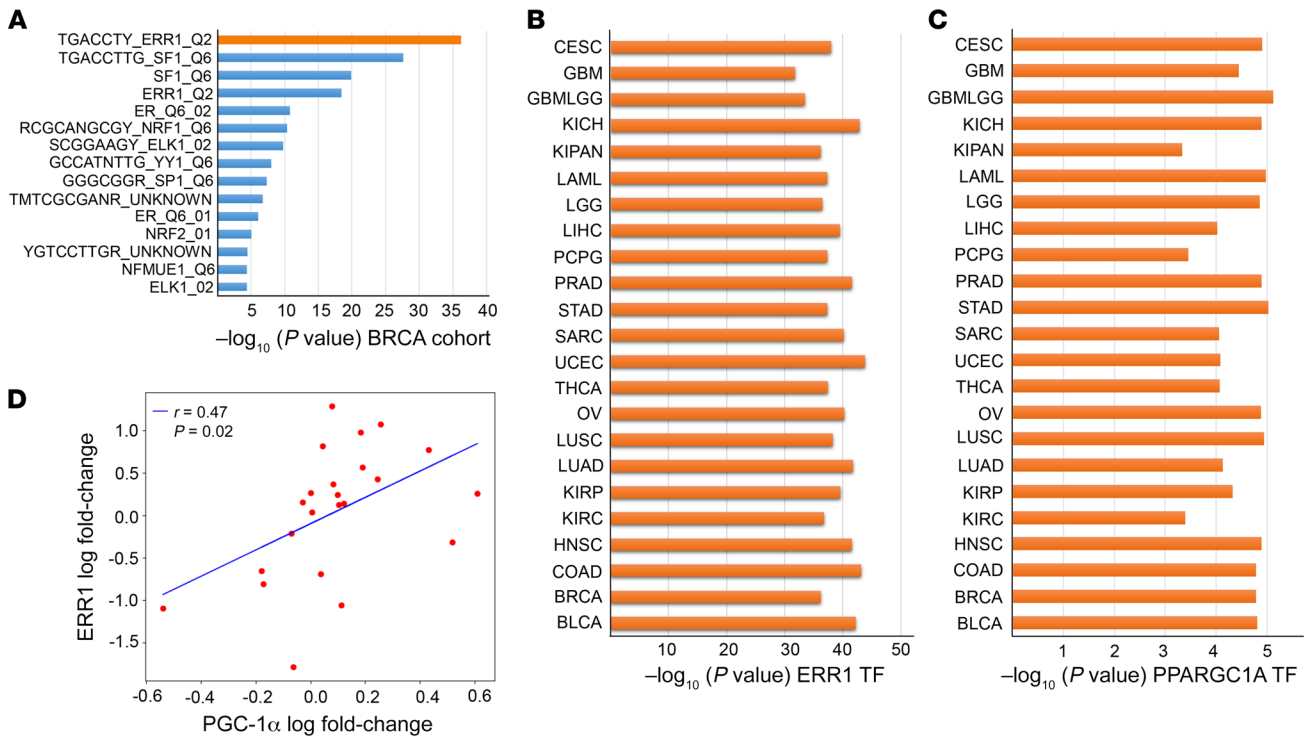 A
TGACCTY_ERR1_Q2
TGACCTTG_SF1_Q6
SF1_Q6
ERR1_Q2
ER_Q6_02
RCGCANGCGY_NRF1_Q6
SCGGAAGY_ELK1_02
GCCATNTTG_YY1_Q6
GGGCGGR_SP1_Q6
TMTCGCGANR_UNKNOWN
ER_Q6_01
NRF2_01
YGTCCTTGR_UNKNOWN
NFMUE1_Q6
ELK1_02
5 10 15 20 25 30 35 40
–log10 (P value) BRCA cohort
B
CESC
GBM
GBMLGG
KICH
KIPAN
LAML
LGG
LIHC
PCPG
PRAD
STAD
SARC
UCEC
THCA
OV
LUSC
LUAD
KIRP
KIRC
HNSC
COAD
BRCA
BLCA
10 20 30 40 50
–log10 (P value) ERR1 TF
C
CESC
GBM
GBMLGG
KICH
KIPAN
LAML
LGG
LIHC
PCPG
PRAD
STAD
SARC
UCEC
THCA
OV
LUSC
LUAD
KIRP
KIRC
HNSC
COAD
BRCA
BLCA
1 2 3 4 5
–log10 (P value) PPARGC1A TF
D
r = 0.47
P = 0.02
ERR1 log fold-change
1.0
0.5
0.0
-0.5
-1.0
-1.5
-0.6 -0.4 -0.2 0.0 0.2 0.4 0.6
PGC-1α log fold-change